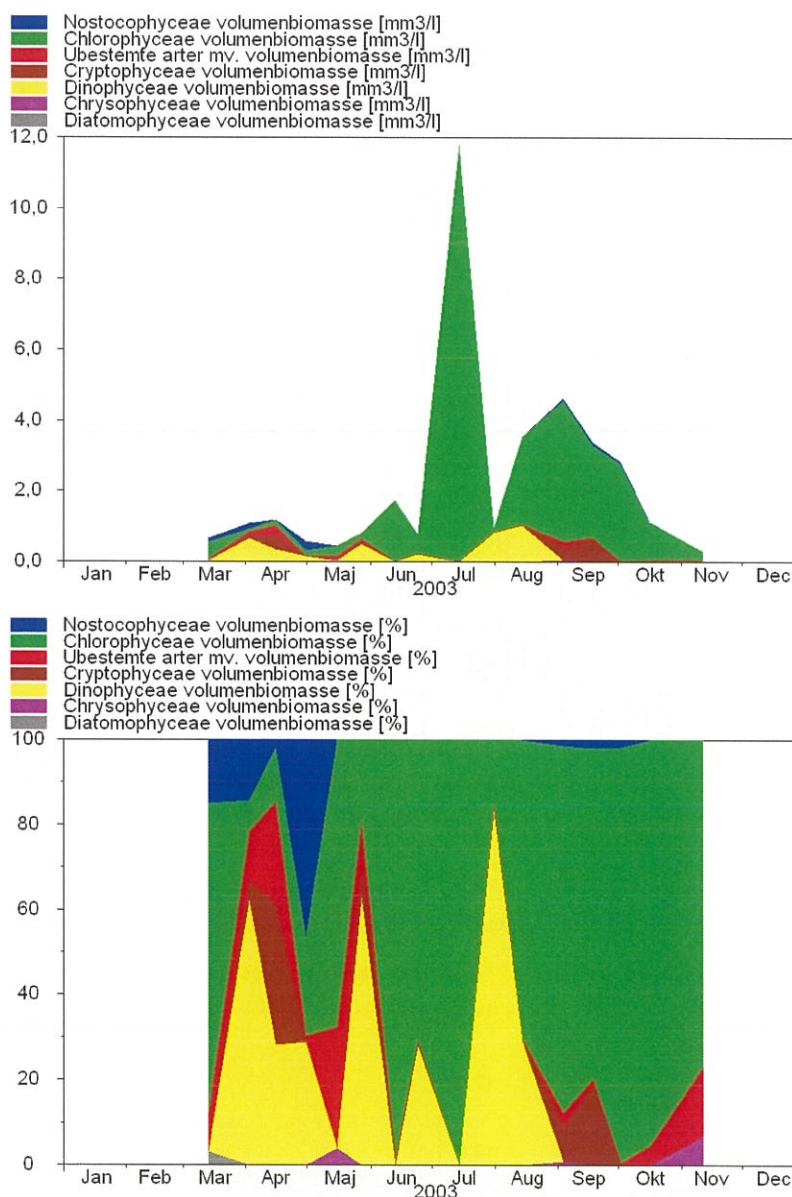 Nostocophyceae volumenbiomasse [mm3/l]
Chlorophyceae volumenbiomasse [mm3/l]
Ubestemte arter mv. volumenbiomasse [mm3/l]
Cryptophyceae volumenbiomasse [mm3/l]
Dinophyceae volumenbiomasse [mm3/l]
Chrysophyceae volumenbiomasse [mm3/l]
Diatomophyceae volumenbiomasse [mm3/l]
12,0
10,0
8,0
6,0
4,0
2,0
0,0
Jan Feb Mar Apr Maj Jun Jul Aug Sep Okt Nov Dec
2003
Nostocophyceae volumenbiomasse [%]
Chlorophyceae volumenbiomasse [%]
Ubestemte arter mv. volumenbiomasse [%]
Cryptophyceae volumenbiomasse [%]
Dinophyceae volumenbiomasse [%]
Chrysophyceae volumenbiomasse [%]
Diatomophyceae volumenbiomasse [%]
100
80
60
40
20
0
Jan Feb Mar Apr Maj Jun Jul Aug Sep Okt Nov Dec
2003